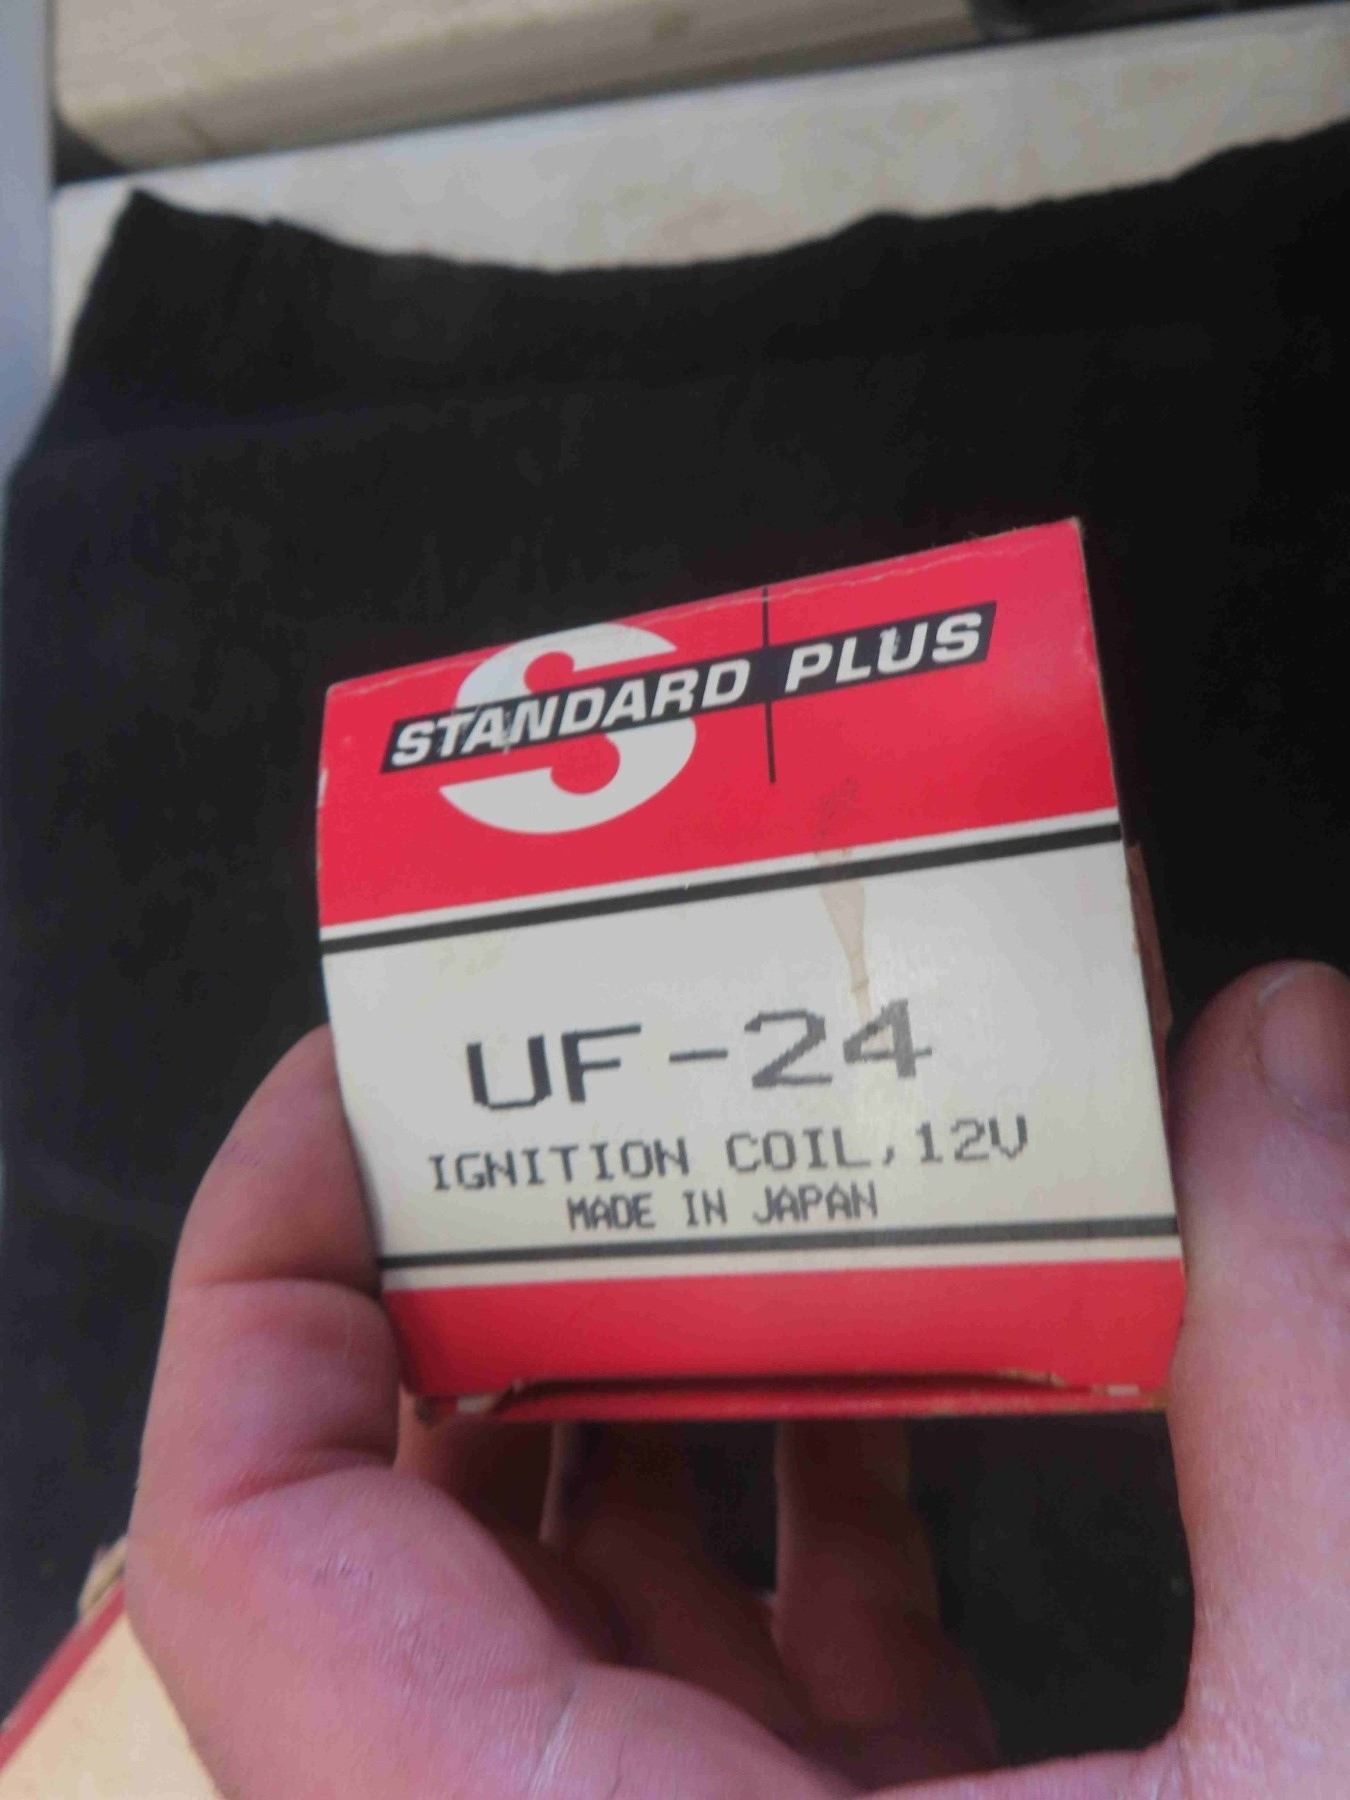 S
STANDARD PLUS
UF-24
IGNITION COIL, 12V
MADE IN JAPAN